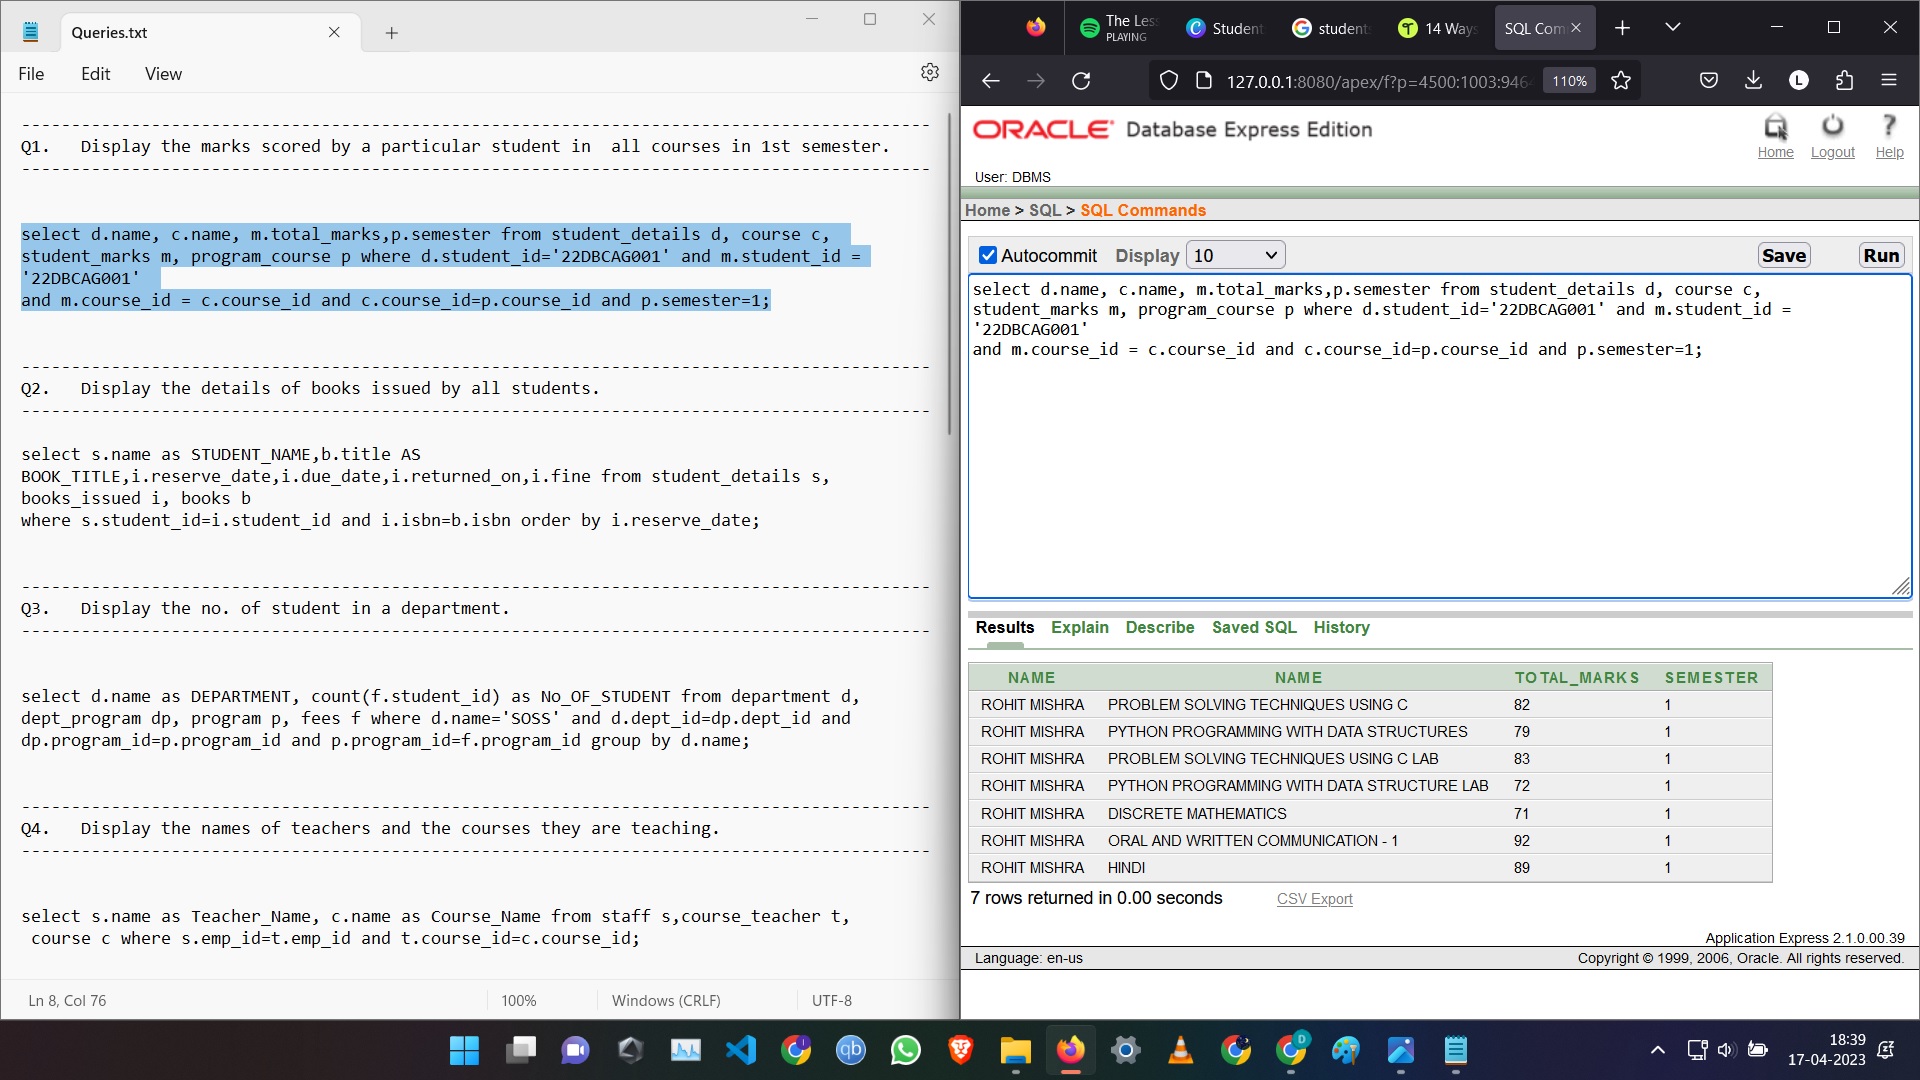 Queries.txt
File Edit View
Q1. Display the marks scored by a particular student in all courses in 1st semester.
select d.name, c.name, m.total_marks,p.semester from student_details d, course c,
student_marks m, program_course p where d.student_id='22DBCAG001' and m.student_id =
'22DBCAG001'
and m.course_id = c.course_id and c.course_id=p.course_id and p.semester=1;
Q2. Display the details of books issued by all students.
select s.name as STUDENT_NAME,b.title AS
BOOK_TITLE,i.reserve_date,i.due_date,i.returned_on,i.fine from student_details s,
books_issued i, books b
where s.student_id=i.student_id and i.isbn=b.isbn order by i.reserve_date;
Q3. Display the no. of student in a department.
select d.name as DEPARTMENT, count(f.student_id) as No_OF_STUDENT from department d,
dept_program dp, program p, fees f where d.name='SOSS' and d.dept_id=dp.dept_id and
dp.program_id=p.program_id and p.program_id=f.program_id group by d.name;
Q4. Display the names of teachers and the courses they are teaching.
select s.name as Teacher_Name, c.name as Course_Name from staff s,course_teacher t,
course c where s.emp_id=t.emp_id and t.course_id=c.course_id;
Ln 8, Col 76 100% Windows (CRLF) UTF-8
The Les
PLAYING
Student student 14 Ways SQL Com
127.0.0.1:8080/apex/f?p=4500:1003:946 110% L
ORACLE Database Express Edition
Home Logout Help
User: DBMS
Home > SQL > SQL Commands
Autocommit Display 10 Save Run
select d.name, c.name, m.total_marks,p.semester from student_details d, course c,
student_marks m, program_course p where d.student_id='22DBCAG001' and m.student_id =
'22DBCAG001'
and m.course_id = c.course_id and c.course_id=p.course_id and p.semester=1;
Results Explain Describe Saved SQL History
NAME NAME TOTAL_MARKS SEMESTER
ROHIT MISHRA PROBLEM SOLVING TECHNIQUES USING C 82 1
ROHIT MISHRA PYTHON PROGRAMMING WITH DATA STRUCTURES 79 1
ROHIT MISHRA PROBLEM SOLVING TECHNIQUES USING C LAB 83 1
ROHIT MISHRA PYTHON PROGRAMMING WITH DATA STRUCTURE LAB 72 1
ROHIT MISHRA DISCRETE MATHEMATICS 71 1
ROHIT MISHRA ORAL AND WRITTEN COMMUNICATION - 1 92 1
ROHIT MISHRA HINDI 89 1
7 rows returned in 0.00 seconds CSV Export
Application Express 2.1.0.00.39
Language: en-us Copyright © 1999, 2006, Oracle. All rights reserved.
qb D
18:39
17-04-2023